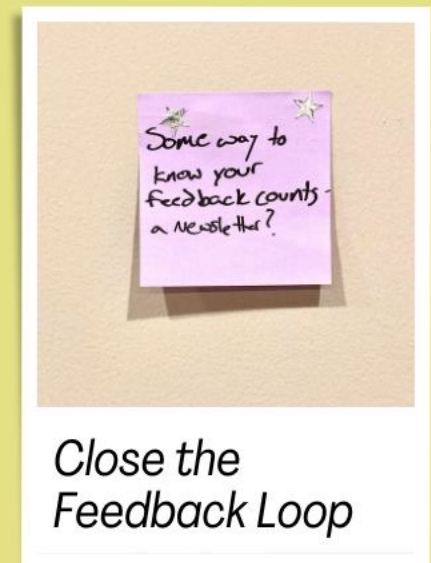 Some way to
know your
feedback counts -
a Newsletter?
Close the
Feedback Loop